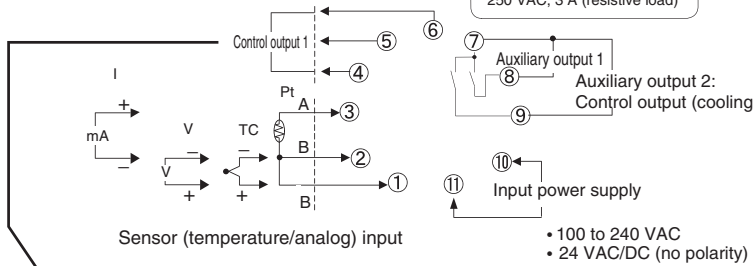 250 VAC, 3 A (resistive load)
Control output 1
⑥
⑤
④
⑦
Auxiliary output 1
⑧
⑨
Auxiliary output 2:
Control output (cooling
I
+
mA
−
V
−
V
+
TC
−
+
Pt
A
③
B
②
①
B
⑩
⑪
Input power supply
Sensor (temperature/analog) input
• 100 to 240 VAC
• 24 VAC/DC (no polarity)